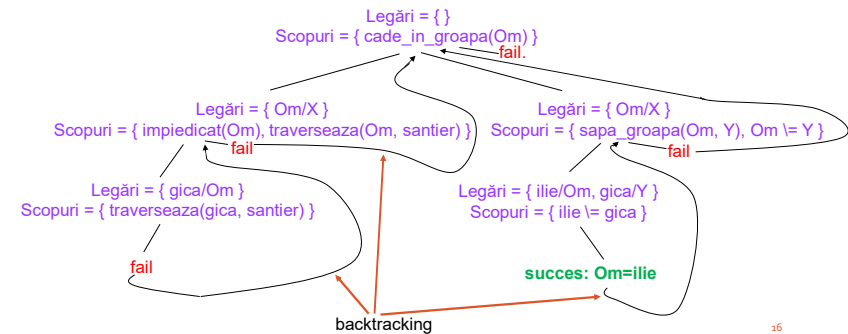 Legări = { }
Scopuri = { cade_in_groapa(Om) }
fail.
Legări = { Om/X }
Scopuri = { impiedicat(Om), traverseaza(Om, santier) }
fail
Legări = { Om/X }
Scopuri = { sapa_groapa(Om, Y), Om \= Y }
fail
Legări = { gica/Om }
Scopuri = { traverseaza(gica, santier) }
fail
Legări = { ilie/Om, gica/Y }
Scopuri = { ilie \= gica }
succes: Om=ilie
backtracking
16